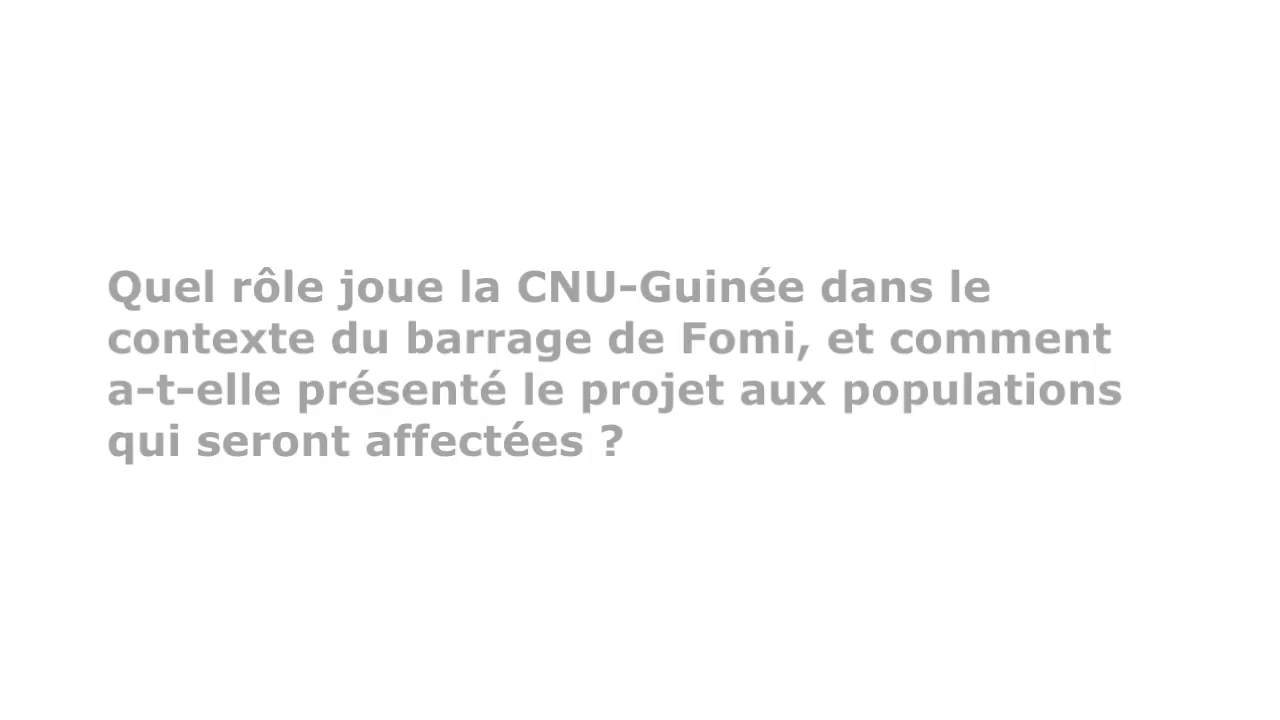 Quel rôle joue la CNU-Guinée dans le
contexte du barrage de Fomi, et comment
a-t-elle présenté le projet aux populations
qui seront affectées ?